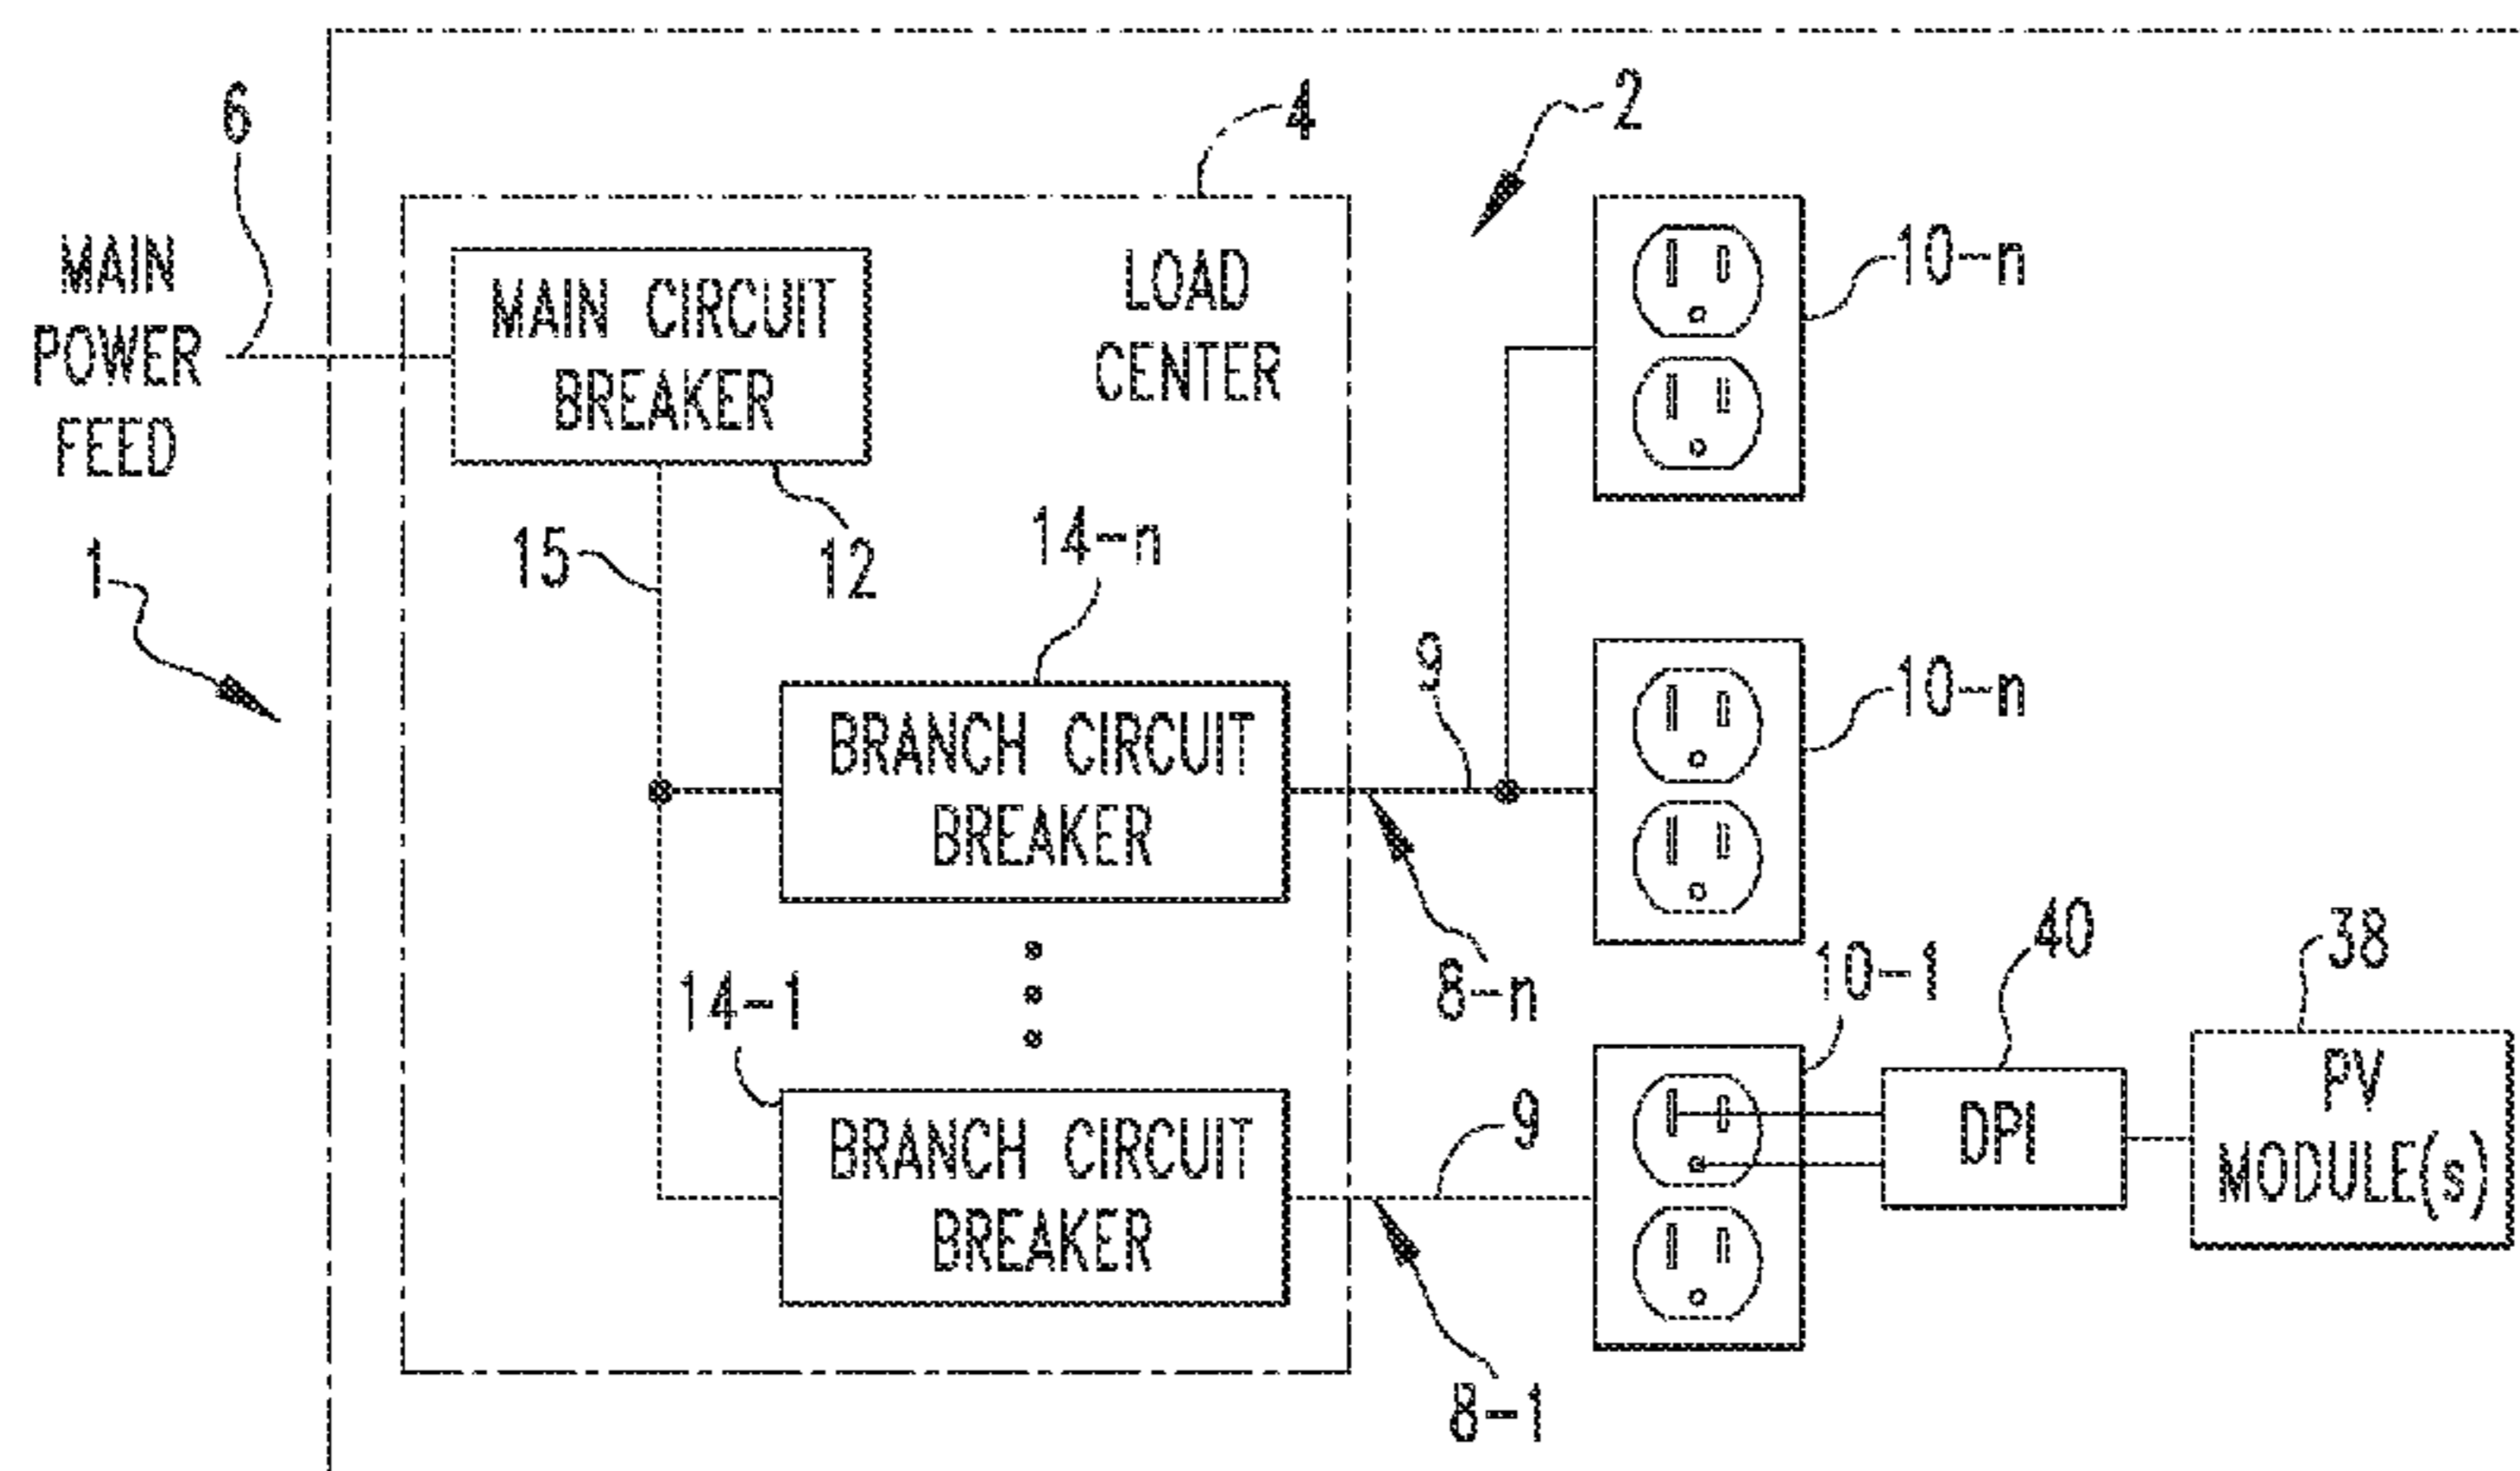 6
4
2
MAIN
POWER
FEED
MAIN CIRCUIT
BREAKER
LOAD
CENTER
10-n
1
15
12
14-n
9
10-n
BRANCH CIRCUIT
BREAKER
8-n
10-1
40
38
14-1
BRANCH CIRCUIT
BREAKER
9
DPI
PV
MODULE(s)
8-1